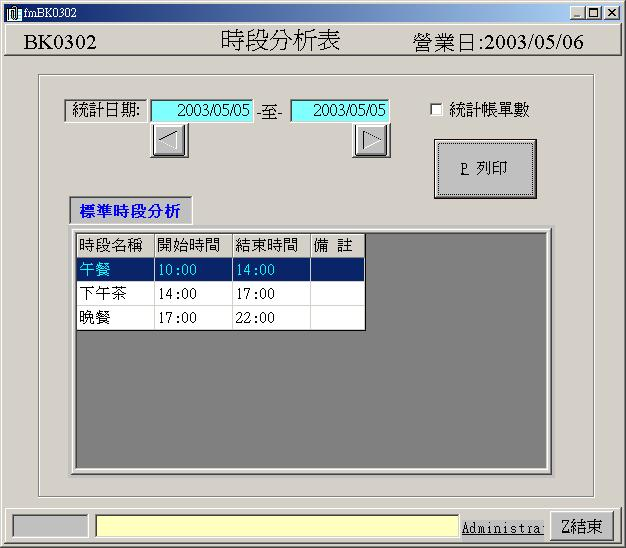 fmBK0302
BK0302 時段分析表 營業日:2003/05/06
統計日期: 2003/05/05 -至- 2003/05/05 統計帳單數
P 列印
標準時段分析
時段名稱 開始時間 結束時間 備 註
午餐 10:00 14:00
下午茶 14:00 17:00
晚餐 17:00 22:00
Administra Z結束